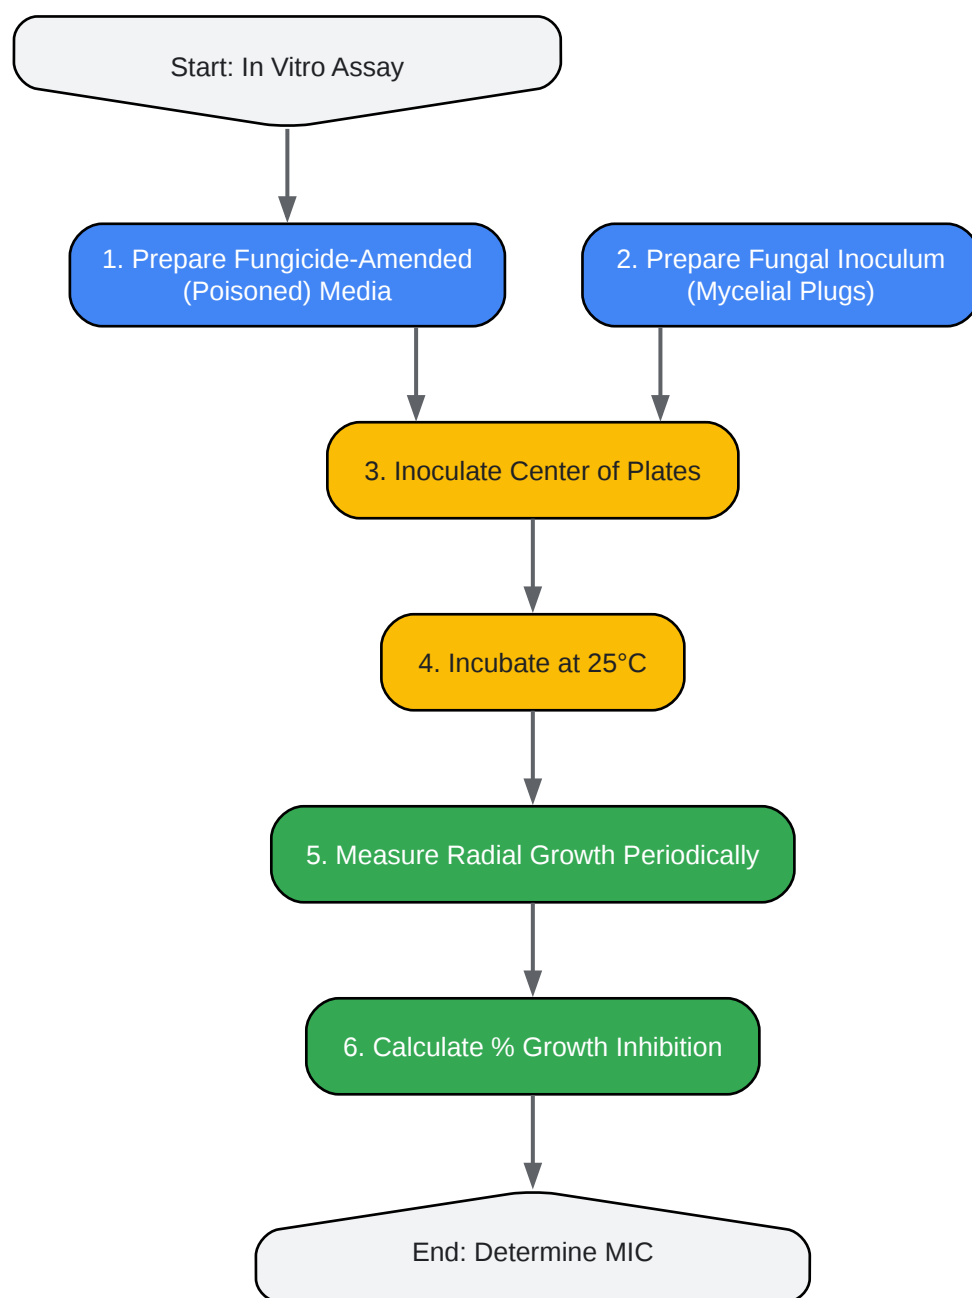 Start: In Vitro Assay
1. Prepare Fungicide-Amended
(Poisoned) Media
2. Prepare Fungal Inoculum
(Mycelial Plugs)
3. Inoculate Center of Plates
4. Incubate at 25°C
5. Measure Radial Growth Periodically
6. Calculate % Growth Inhibition
End: Determine MIC